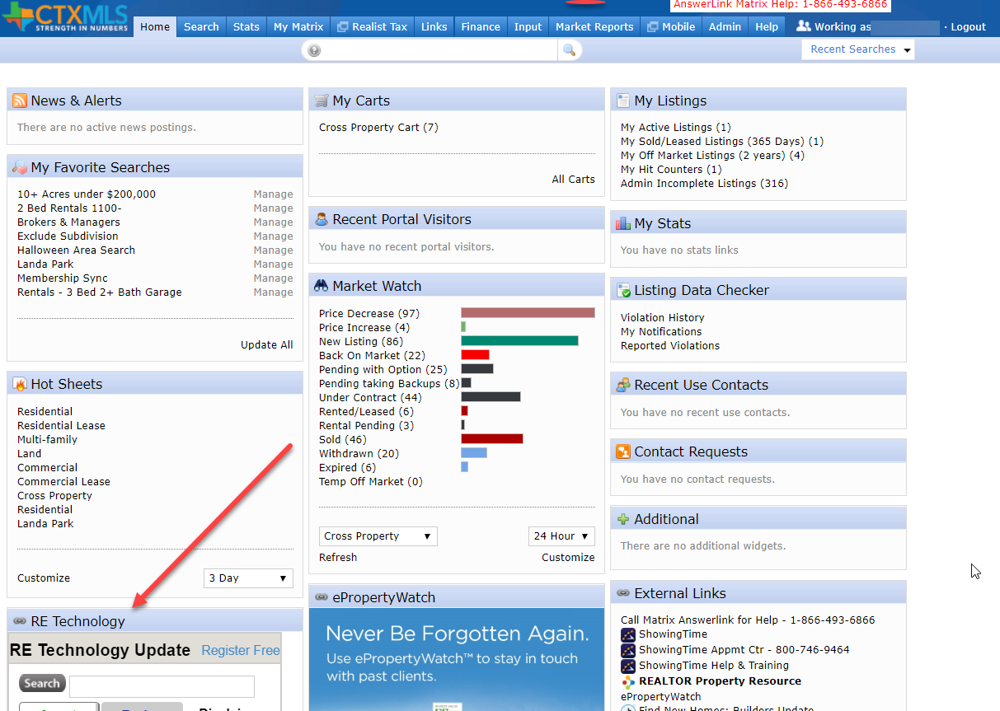 AnswerLink Matrix Help: 1-866-493-6866
CTXMLS
STRENGTH IN NUMBERS
Home Search Stats My Matrix Realist Tax Links Finance Input Market Reports Mobile Admin Help Working as · Logout
Recent Searches
News & Alerts
There are no active news postings.
My Favorite Searches
10+ Acres under $200,000 Manage
2 Bed Rentals 1100- Manage
Brokers & Managers Manage
Exclude Subdivision Manage
Halloween Area Search Manage
Landa Park Manage
Membership Sync Manage
Rentals - 3 Bed 2+ Bath Garage Manage
Update All
Hot Sheets
Residential
Residential Lease
Multi-family
Land
Commercial
Commercial Lease
Cross Property
Residential
Landa Park
Customize 3 Day
RE Technology
RE Technology Update Register Free
Search
My Carts
Cross Property Cart (7)
All Carts
Recent Portal Visitors
You have no recent portal visitors.
Market Watch
Price Decrease (97)
Price Increase (4)
New Listing (86)
Back On Market (22)
Pending with Option (25)
Pending taking Backups (8)
Under Contract (44)
Rented/Leased (6)
Rental Pending (3)
Sold (46)
Withdrawn (20)
Expired (6)
Temp Off Market (0)
Cross Property 24 Hour
Refresh Customize
ePropertyWatch
Never Be Forgotten Again.
Use ePropertyWatch™ to stay in touch
with past clients.
My Listings
My Active Listings (1)
My Sold/Leased Listings (365 Days) (1)
My Off Market Listings (2 years) (4)
My Hit Counters (1)
Admin Incomplete Listings (316)
My Stats
You have no stats links
Listing Data Checker
Violation History
My Notifications
Reported Violations
Recent Use Contacts
You have no recent use contacts.
Contact Requests
You have no contact requests.
Additional
There are no additional widgets.
External Links
Call Matrix Answerlink for Help - 1-866-493-6866
ShowingTime
ShowingTime Appmt Ctr - 800-746-9464
ShowingTime Help & Training
REALTOR Property Resource
ePropertyWatch
Find New Homes: Builders Update